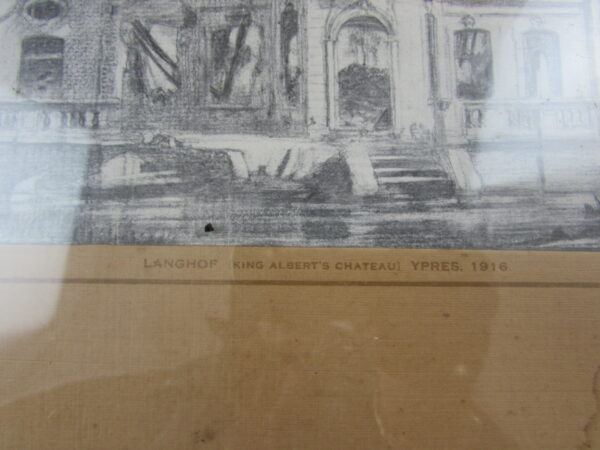 LANGHOF (KING ALBERT'S CHATEAU) YPRES. 1916